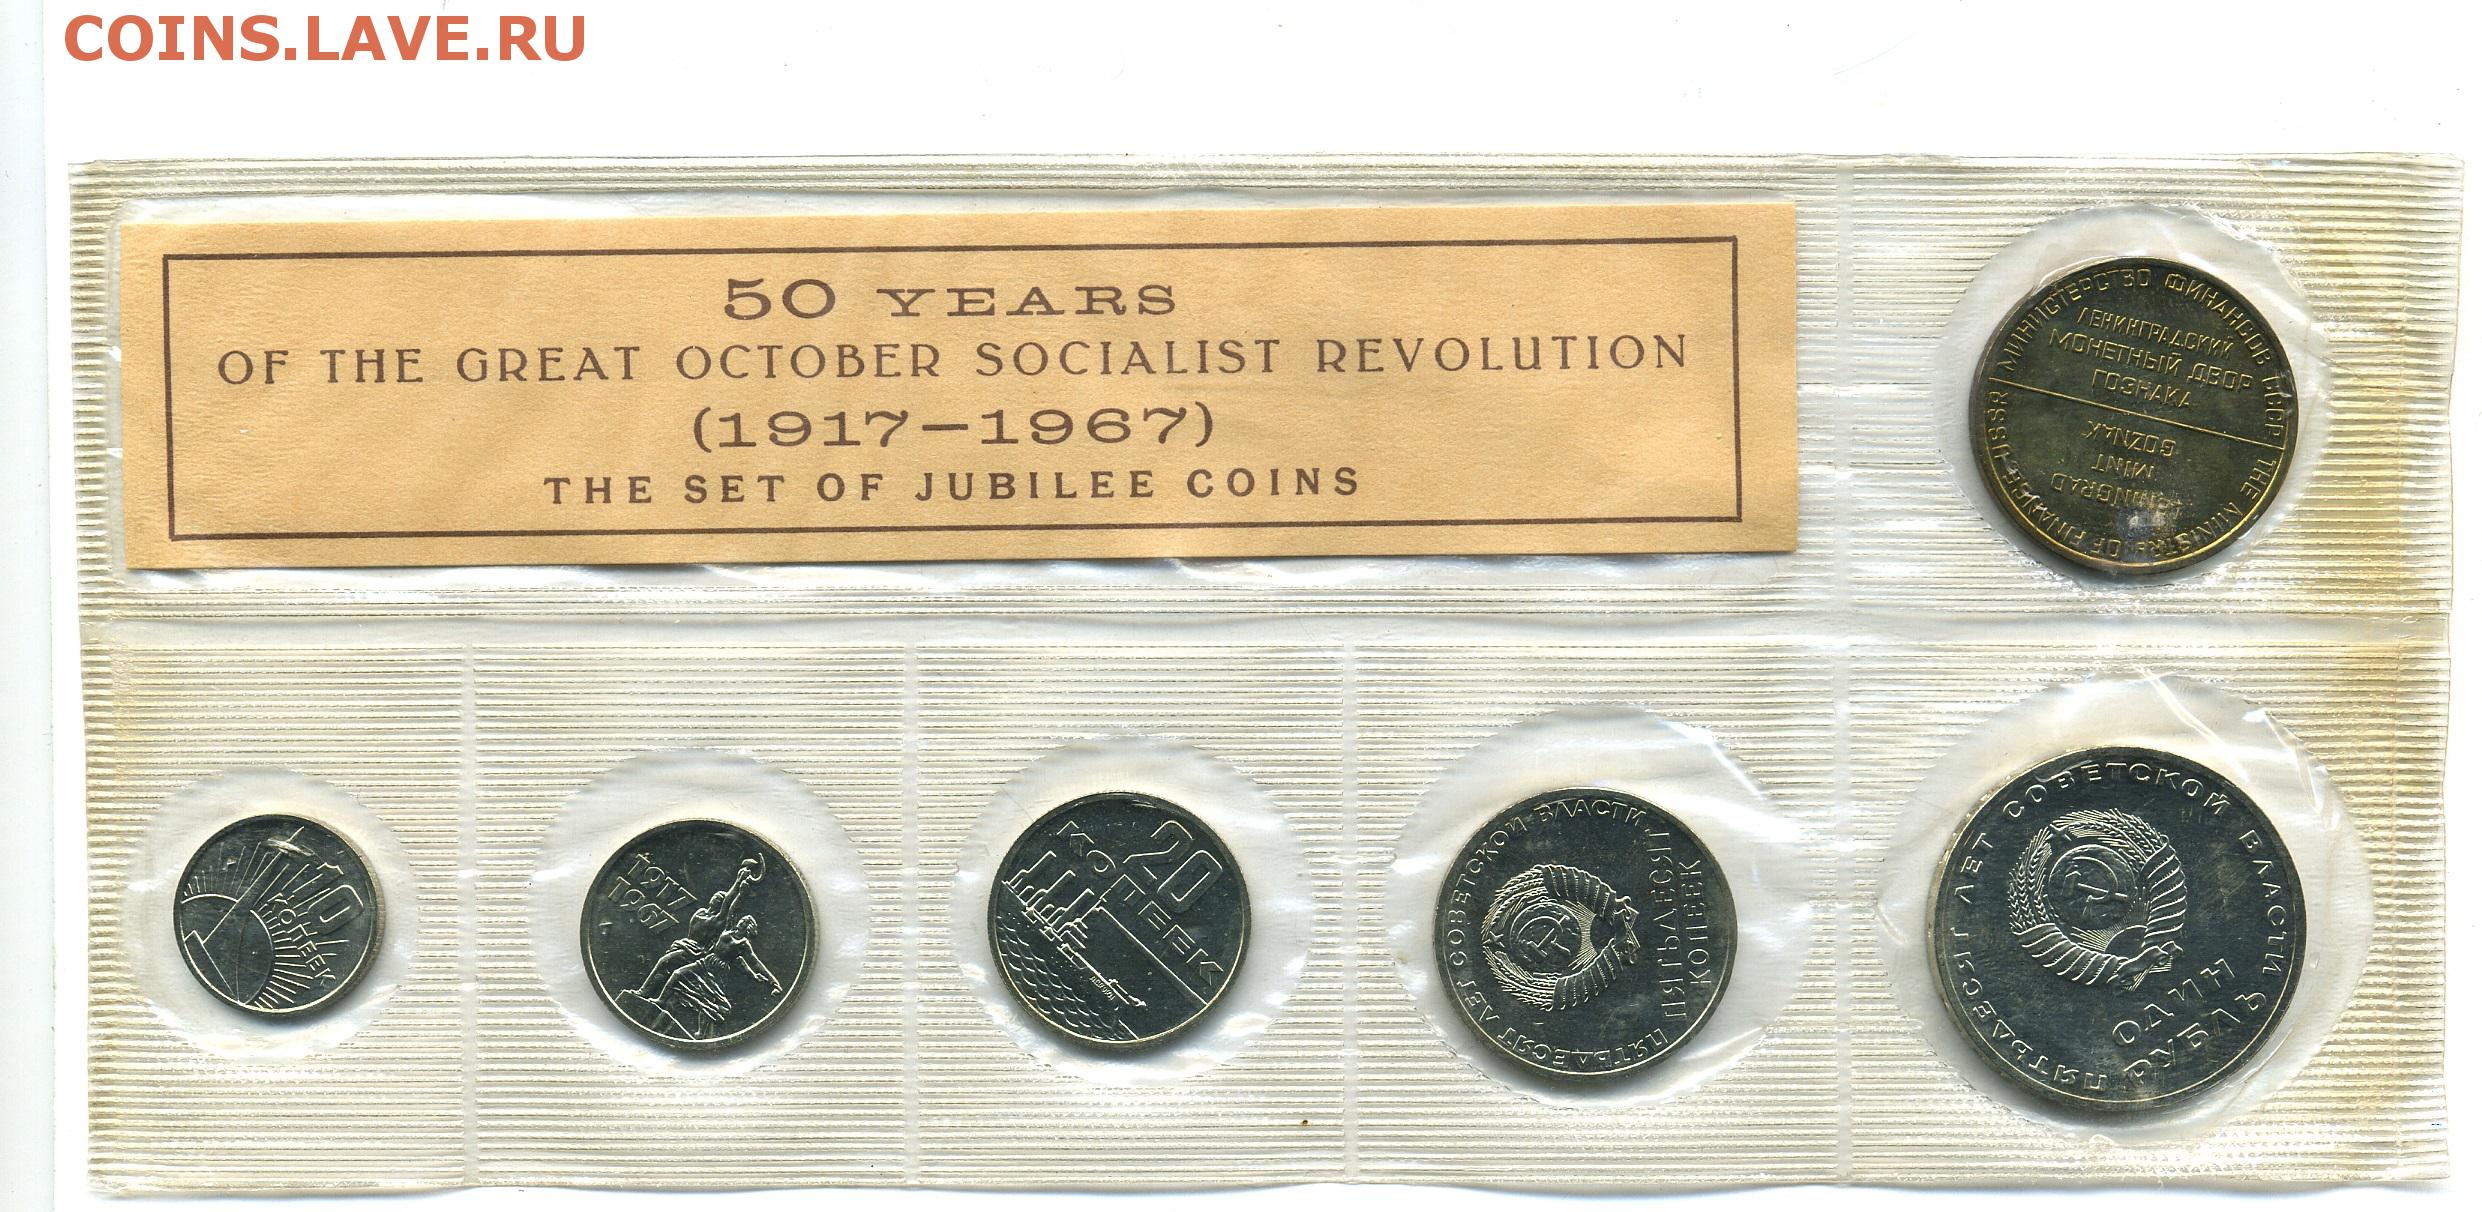 COINS.LAVE.RU
50 YEARS
OF THE GREAT OCTOBER SOCIALIST REVOLUTION
(1917-1967)
THE SET OF JUBILEE COINS
МИНИСТЕРСТВО ФИНАНСОВ СССР
ЛЕНИНГРАДСКИЙ
МОНЕТНЫЙ ДВОР
ГОЗНАКА
GOZNAK
MINT
LENINGRAD
THE MINISTRY OF FINANCE USSR
10
КОПЕЕК
1917
1967
20
КОПЕЕК
ПЯТЬДЕСЯТ ЛЕТ СОВЕТСКОЙ ВЛАСТИ
ПЯТЬДЕСЯТ
КОПЕЕК
ПЯТЬДЕСЯТ ЛЕТ СОВЕТСКОЙ ВЛАСТИ
ОДИН
РУБЛЬ